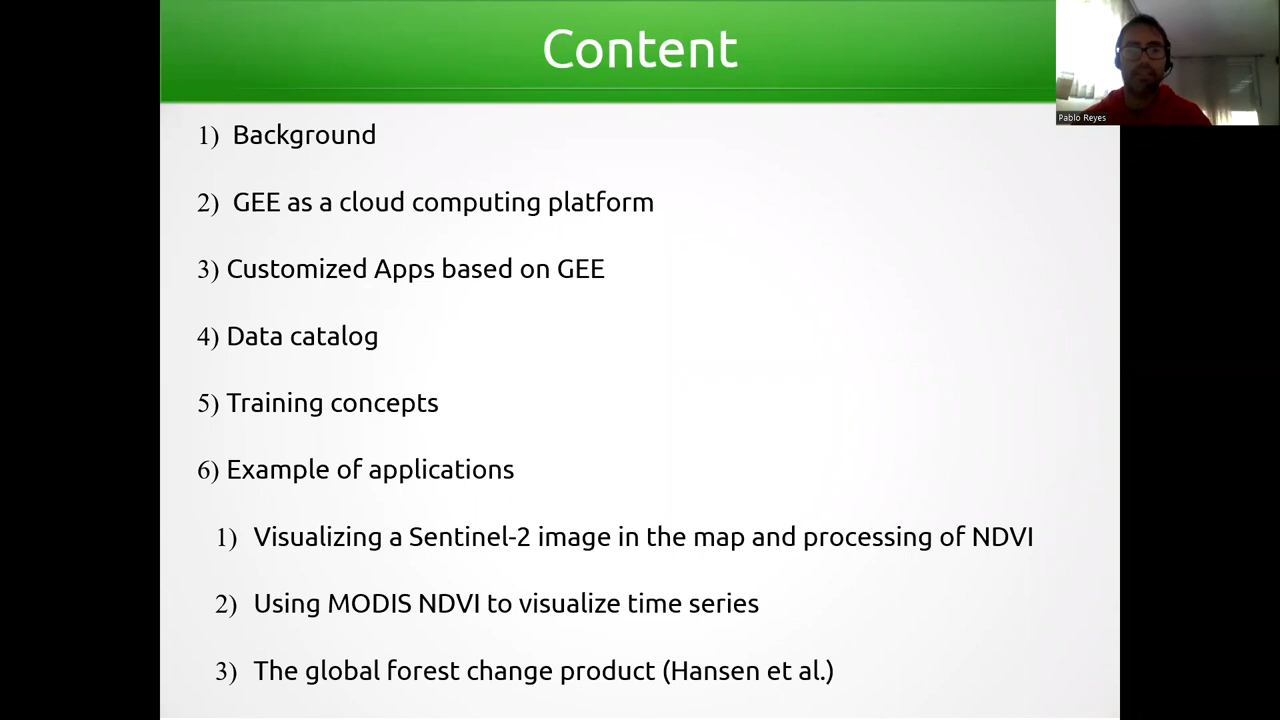 Content
Pablo Reyes
1) Background
2) GEE as a cloud computing platform
3) Customized Apps based on GEE
4) Data catalog
5) Training concepts
6) Example of applications
1) Visualizing a Sentinel-2 image in the map and processing of NDVI
2) Using MODIS NDVI to visualize time series
3) The global forest change product (Hansen et al.)